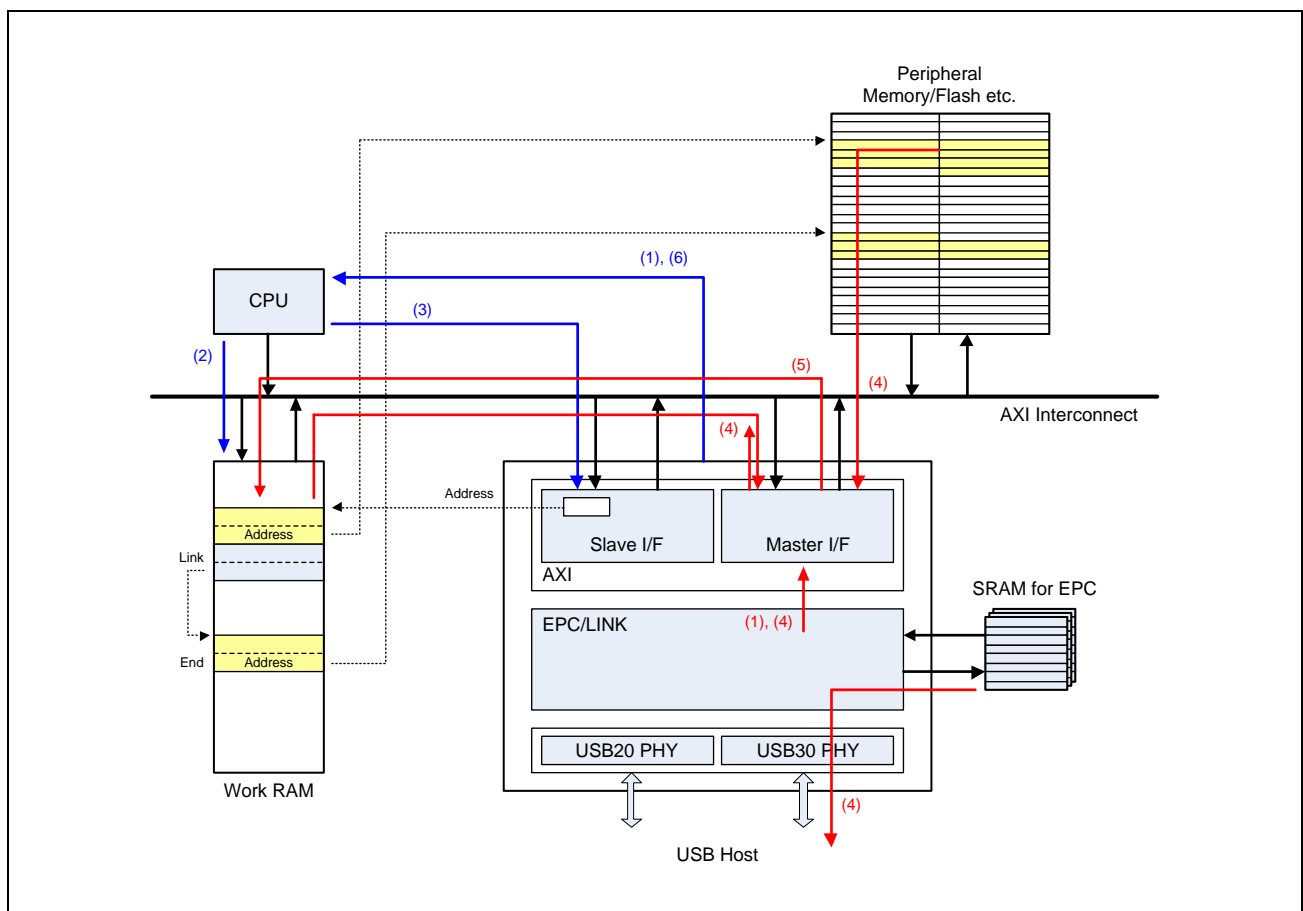 Peripheral
Memory/Flash etc.
(1), (6)
CPU
(3)
(2)
(5)
(4)
AXI Interconnect
(4)
Address
Address
Slave I/F
Master I/F
Link
AXI
SRAM for EPC
EPC/LINK
(1), (4)
End
Address
USB20 PHY
USB30 PHY
Work RAM
(4)
USB Host